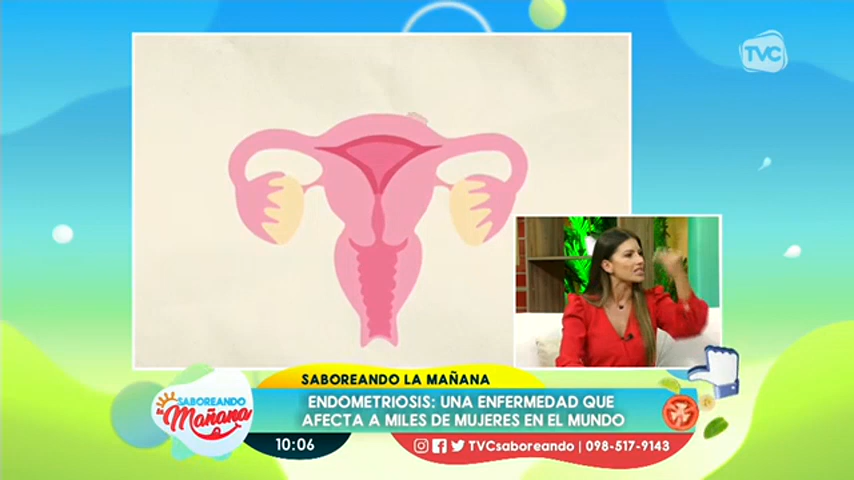 TVC
SABOREANDO LA MAÑANA
SABOREANDO
Mañana
ENDOMETRIOSIS: UNA ENFERMEDAD QUE
AFECTA A MILES DE MUJERES EN EL MUNDO
10:06
TVCsaboreando | 098-517-9143